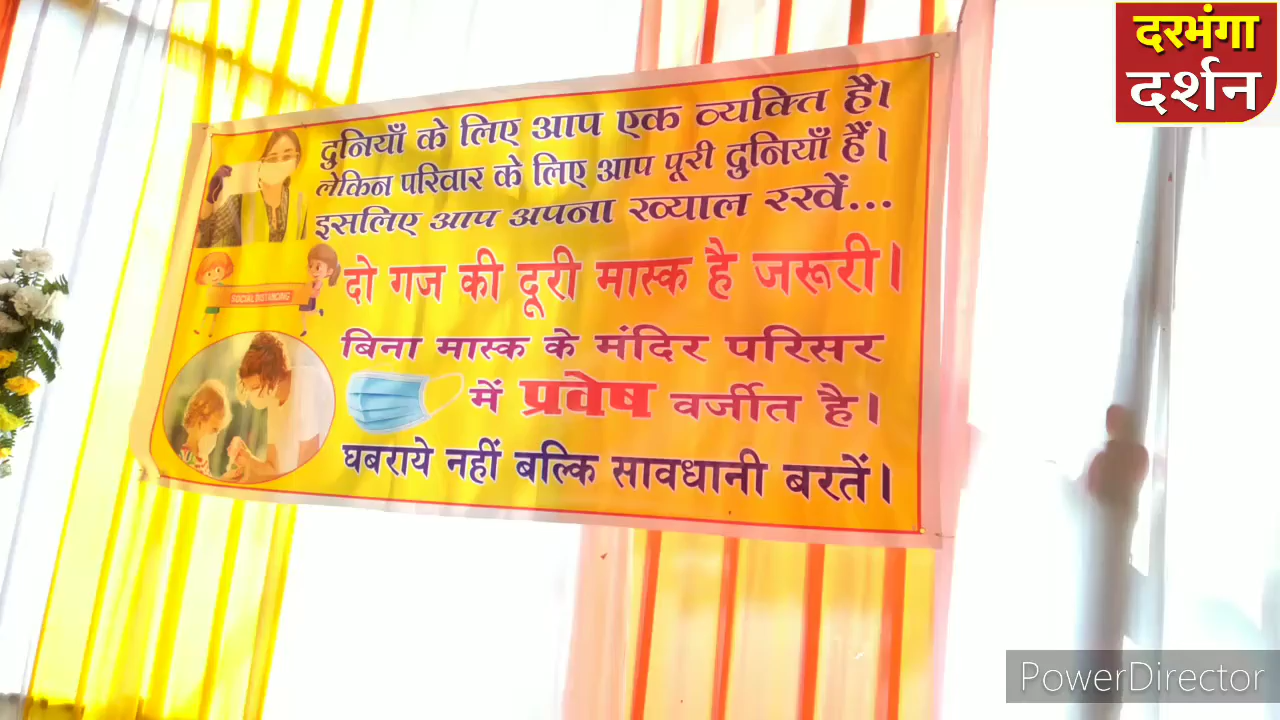 दरभंगा
दर्शन
दुनियाँ के लिए आप एक व्यक्ति है।
लेकिन परिवार के लिए आप पूरी दुनियाँ हैं।
इसलिए आप अपना ख्याल रखें...
SOCIAL DISTANCING
दो गज की दूरी मास्क है जरूरी।
बिना मास्क के मंदिर परिसर
में प्रवेष वर्जीत है।
घबराये नहीं बल्कि सावधानी बरतें।
PowerDirector